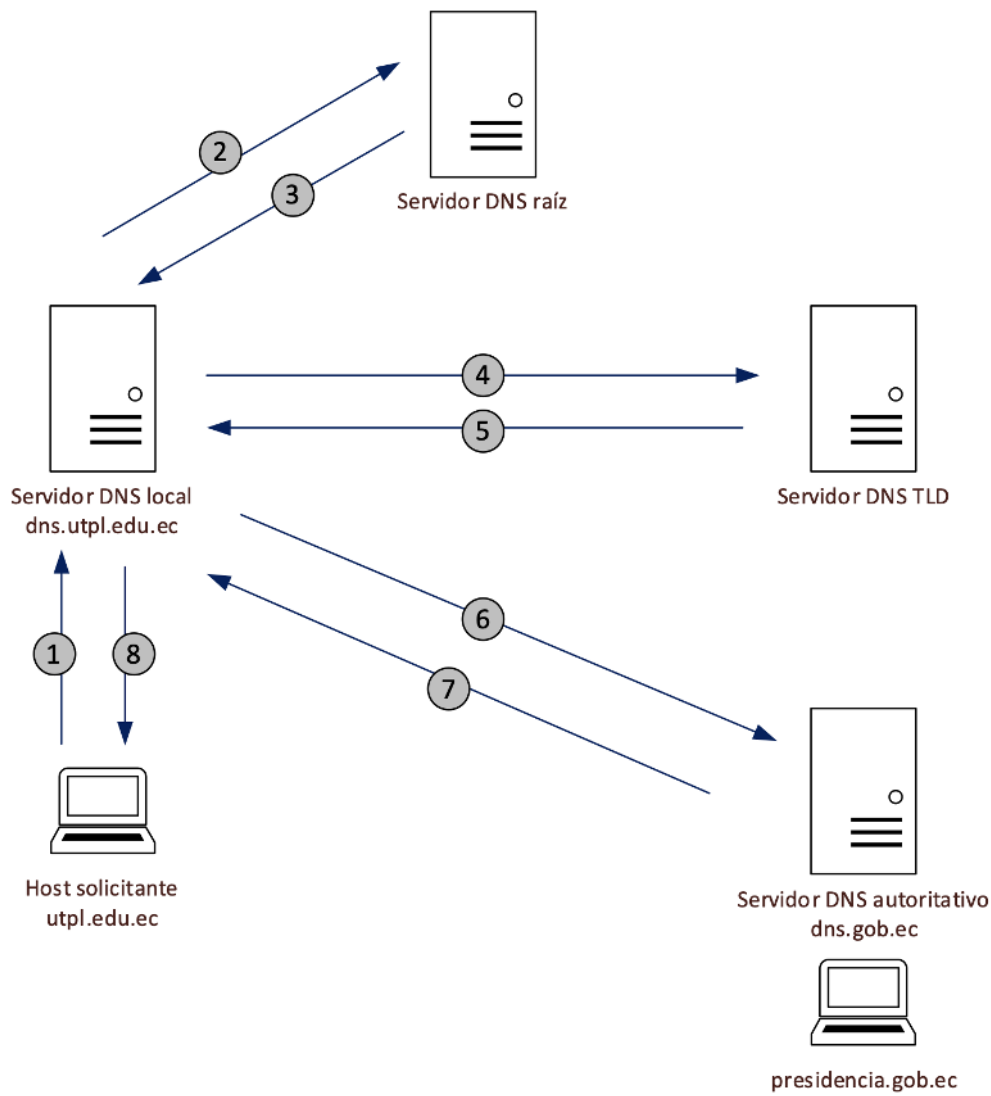 2
3
Servidor DNS raíz
4
5
Servidor DNS local
dns.utpl.edu.ec
Servidor DNS TLD
6
7
1
8
Host solicitante
utpl.edu.ec
Servidor DNS autoritativo
dns.gob.ec
presidencia.gob.ec